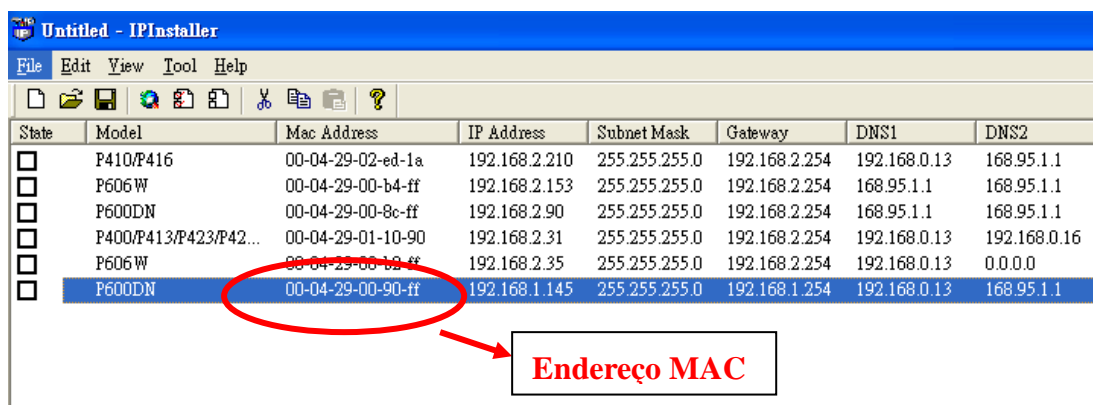 Untitled - IPInstaller
File Edit View Tool Help
State Model Mac Address IP Address Subnet Mask Gateway DNS1 DNS2
P410/P416 00-04-29-02-ed-1a 192.168.2.210 255.255.255.0 192.168.2.254 192.168.0.13 168.95.1.1
P606W 00-04-29-00-b4-ff 192.168.2.153 255.255.255.0 192.168.2.254 168.95.1.1 168.95.1.1
P600DN 00-04-29-00-8c-ff 192.168.2.90 255.255.255.0 192.168.2.254 168.95.1.1 168.95.1.1
P400/P413/P423/P42... 00-04-29-01-10-90 192.168.2.31 255.255.255.0 192.168.2.254 192.168.0.13 192.168.0.16
P606W 00-04-29-00-b2-ff 192.168.2.35 255.255.255.0 192.168.2.254 192.168.0.13 0.0.0.0
P600DN 00-04-29-00-90-ff 192.168.1.145 255.255.255.0 192.168.1.254 192.168.0.13 168.95.1.1
Endereço MAC